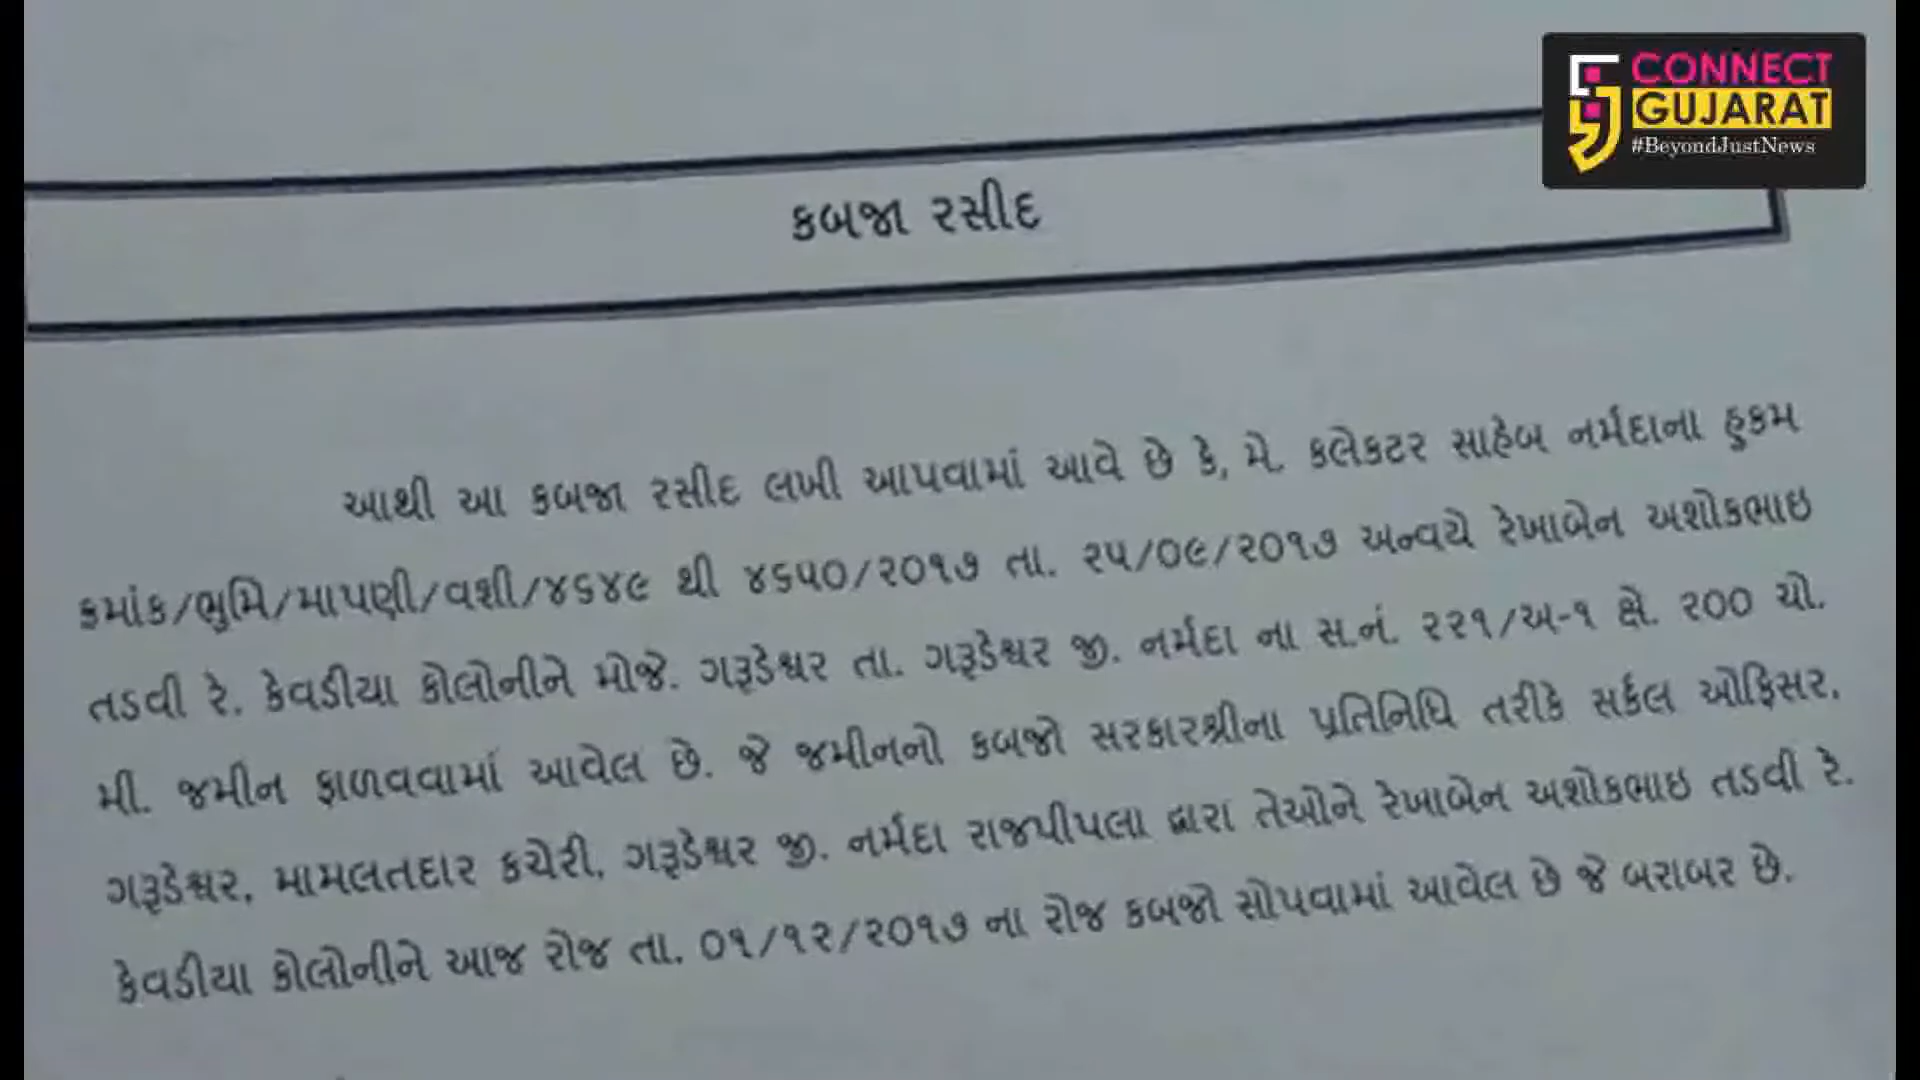 CONNECT
GUJARAT
#BeyondJustNews
કબજા રસીદ
આથી આ કબજા રસીદ લખી આપવામાં આવે છે કે, મે. કલેકટર સાહેબ નર્મદાના હુકમ
ક્રમાંક/ભુમિ/માપણી/વશી/૪૬૪૯ થી ૪૬૫૦/૨૦૧૭ તા. ૨૫/૦૯/૨૦૧૭ અન્વયે રેખાબેન અશોકભાઇ
તડવી રે. કેવડીયા કોલોનીને મોજે. ગરૂડેશ્વર તા. ગરૂડેશ્વર જી. નર્મદા ના સ.નં. ૨૨૧/અ-૧ ક્ષે. ૨૦૦ ચો.
મી. જમીન ફાળવવામાં આવેલ છે. જે જમીનનો કબજો સરકારશ્રીના પ્રતિનિધિ તરીકે સર્કલ ઓફિસર,
ગરૂડેશ્વર, મામલતદાર કચેરી, ગરૂડેશ્વર જી. નર્મદા રાજપીપલા દ્વારા તેઓને રેખાબેન અશોકભાઇ તડવી રે.
કેવડીયા કોલોનીને આજ રોજ તા. ૦૧/૧૨/૨૦૧૭ ના રોજ કબજો સોપવામાં આવેલ છે જે બરાબર છે.